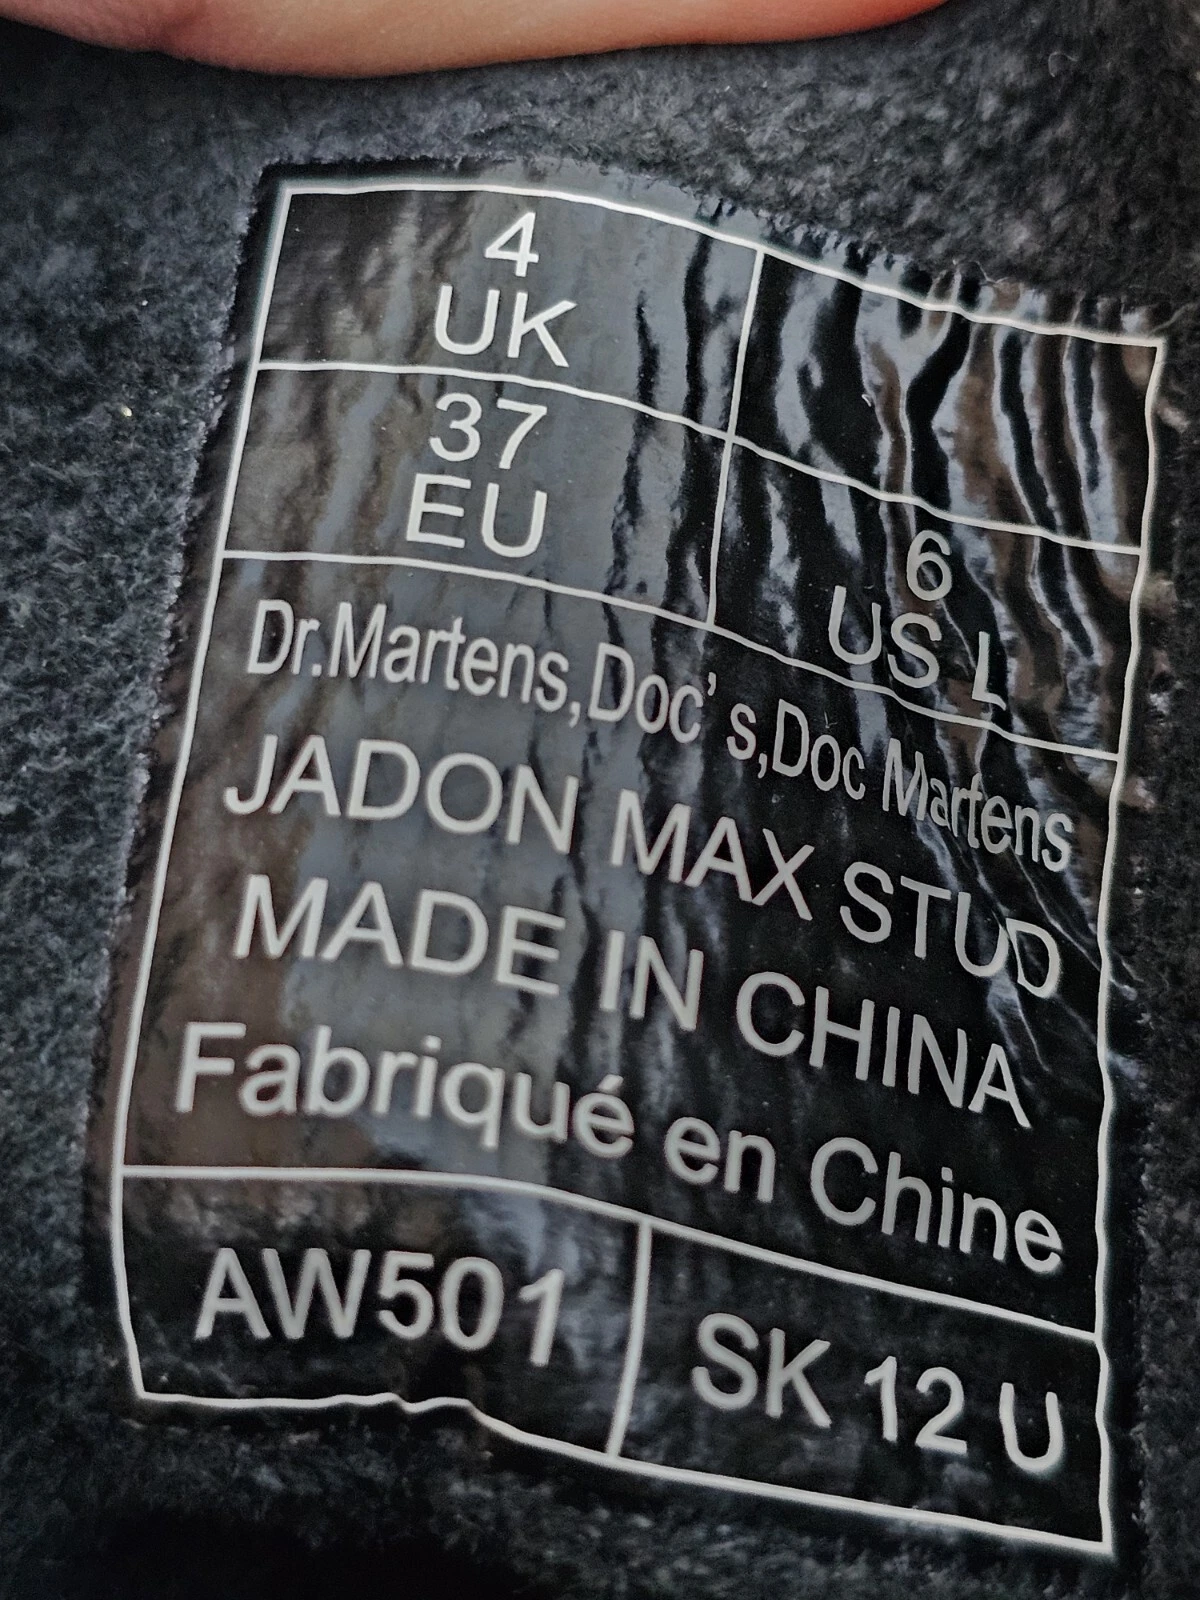 4
UK
37
EU
6
US L
Dr.Martens,Doc's,Doc Martens
JADON MAX STUD
MADE IN CHINA
Fabriqué en Chine
AW501
SK 12 U